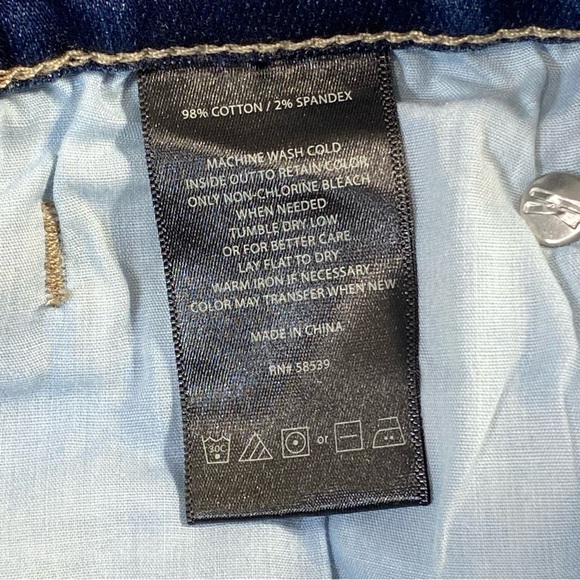 98% COTTON / 2% SPANDEX
MACHINE WASH COLD
INSIDE OUT TO RETAIN COLOR
ONLY NON-CHLORINE BLEACH
WHEN NEEDED
TUMBLE DRY LOW
OR FOR BETTER CARE
LAY FLAT TO DRY
WARM IRON IF NECESSARY
COLOR MAY TRANSFER WHEN NEW
MADE IN CHINA
RN# 58539
30C or